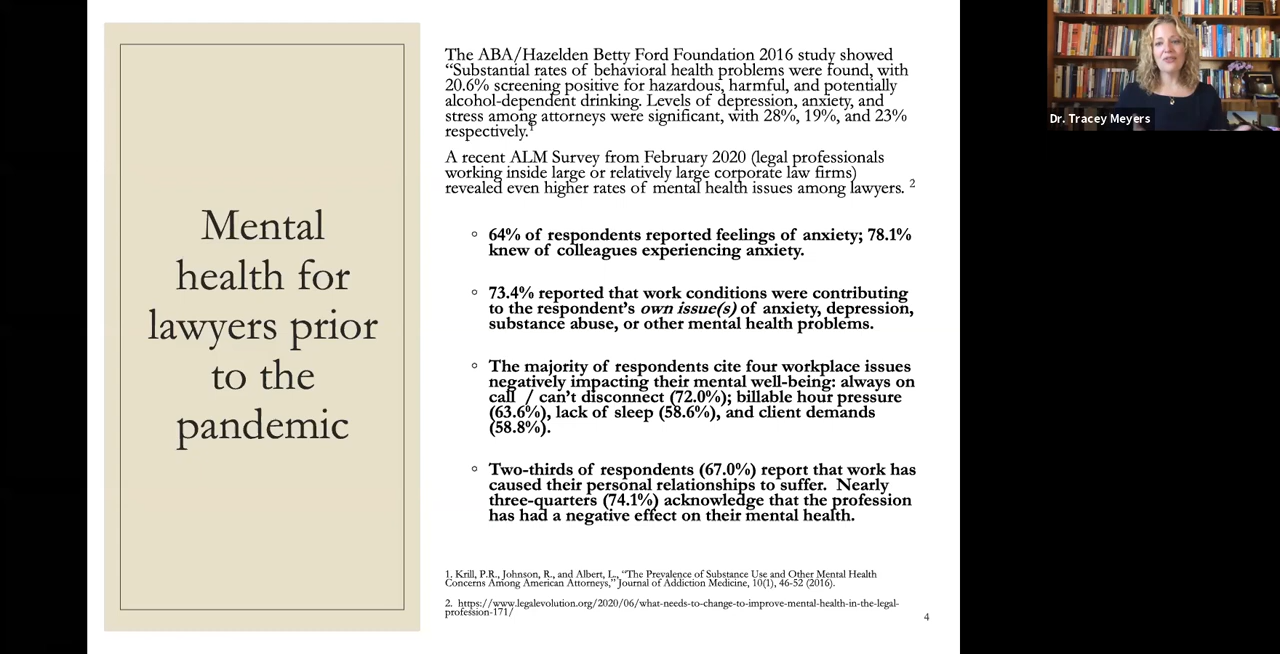 Mental
health for
lawyers prior
to the
pandemic
The ABA/Hazelden Betty Ford Foundation 2016 study showed
“Substantial rates of behavioral health problems were found, with
20.6% screening positive for hazardous, harmful, and potentially
alcohol-dependent drinking. Levels of depression, anxiety, and
stress among attorneys were significant, with 28%, 19%, and 23%
respectively.1
A recent ALM Survey from February 2020 (legal professionals
working inside large or relatively large corporate law firms)
revealed even higher rates of mental health issues among lawyers. 2
◦ 64% of respondents reported feelings of anxiety; 78.1%
knew of colleagues experiencing anxiety.
◦ 73.4% reported that work conditions were contributing
to the respondent’s own issue(s) of anxiety, depression,
substance abuse, or other mental health problems.
◦ The majority of respondents cite four workplace issues
negatively impacting their mental well-being: always on
call / can’t disconnect (72.0%); billable hour pressure
(63.6%), lack of sleep (58.6%), and client demands
(58.8%).
◦ Two-thirds of respondents (67.0%) report that work has
caused their personal relationships to suffer. Nearly
three-quarters (74.1%) acknowledge that the profession
has had a negative effect on their mental health.
1. Krill, P.R., Johnson, R., and Albert, L., “The Prevalence of Substance Use and Other Mental Health
Concerns Among American Attorneys,” Journal of Addiction Medicine, 10(1), 46-52 (2016).
2. https://www.legalevolution.org/2020/06/what-needs-to-change-to-improve-mental-health-in-the-legal-
profession-171/
4
Dr. Tracey Meyers